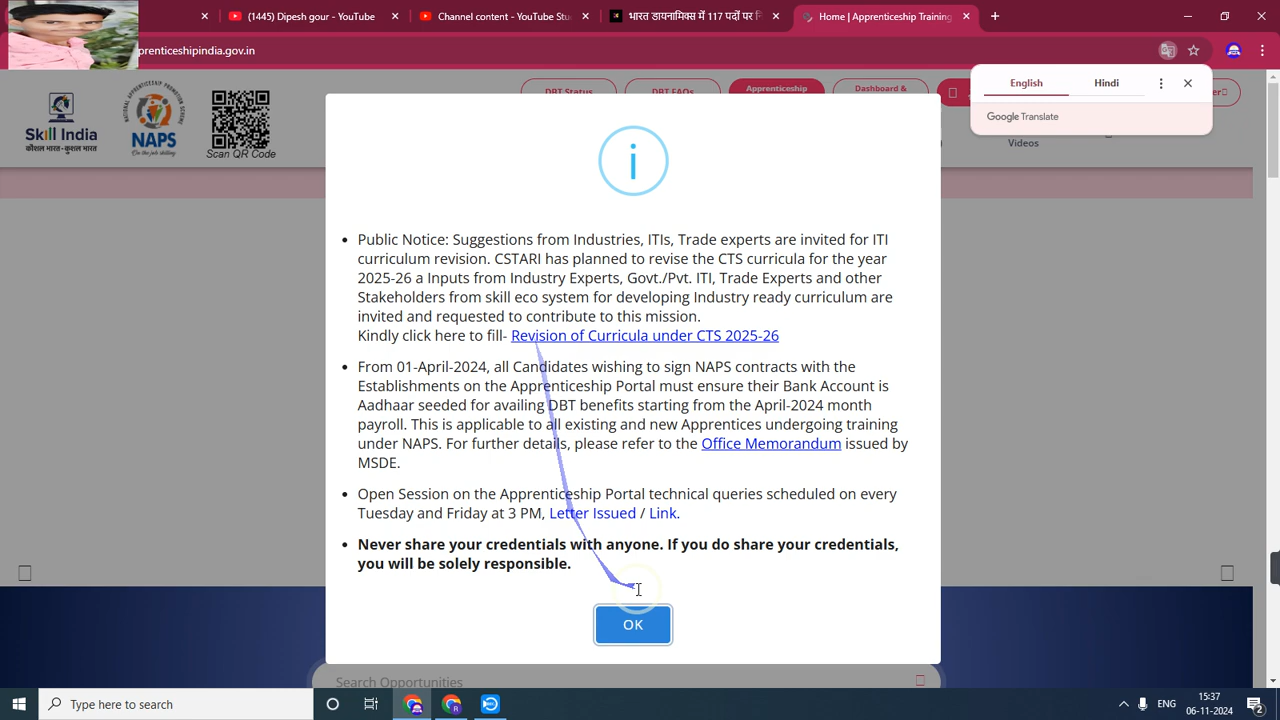 (1445) Dipesh gour - YouTube
Channel content - YouTube Stu
भारत डायनामिक्स में 117 पदों पर
Home | Apprenticeship Training
prenticeshipindia.gov.in
English
Hindi
Google Translate
DBT Status
DBT FAQs
Apprenticeship
Dashboard &
Videos
Skill India
कौशल भारत-कुशल भारत
NATIONAL APPRENTICESHIP PROMOTION SCHEME
NAPS
On the job skilling
Scan QR Code
i
Public Notice: Suggestions from Industries, ITIs, Trade experts are invited for ITI
curriculum revision. CSTARI has planned to revise the CTS curricula for the year
2025-26 a Inputs from Industry Experts, Govt./Pvt. ITI, Trade Experts and other
Stakeholders from skill eco system for developing Industry ready curriculum are
invited and requested to contribute to this mission.
Kindly click here to fill- Revision of Curricula under CTS 2025-26
From 01-April-2024, all Candidates wishing to sign NAPS contracts with the
Establishments on the Apprenticeship Portal must ensure their Bank Account is
Aadhaar seeded for availing DBT benefits starting from the April-2024 month
payroll. This is applicable to all existing and new Apprentices undergoing training
under NAPS. For further details, please refer to the Office Memorandum issued by
MSDE.
Open Session on the Apprenticeship Portal technical queries scheduled on every
Tuesday and Friday at 3 PM, Letter Issued / Link.
Never share your credentials with anyone. If you do share your credentials,
you will be solely responsible.
OK
Search Opportunities
Type here to search
ENG
15:37
06-11-2024
2